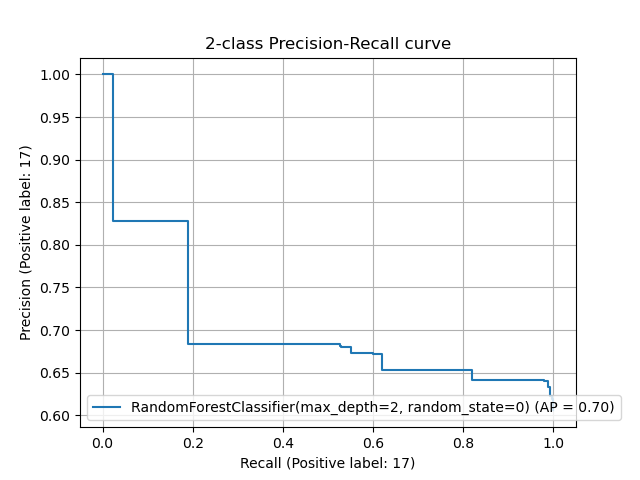 2-class Precision-Recall curve
Precision (Positive label: 17)
1.00
0.95
0.90
0.85
0.80
0.75
0.70
0.65
0.60
RandomForestClassifier(max_depth=2, random_state=0) (AP = 0.70)
0.0 0.2 0.4 0.6 0.8 1.0
Recall (Positive label: 17)